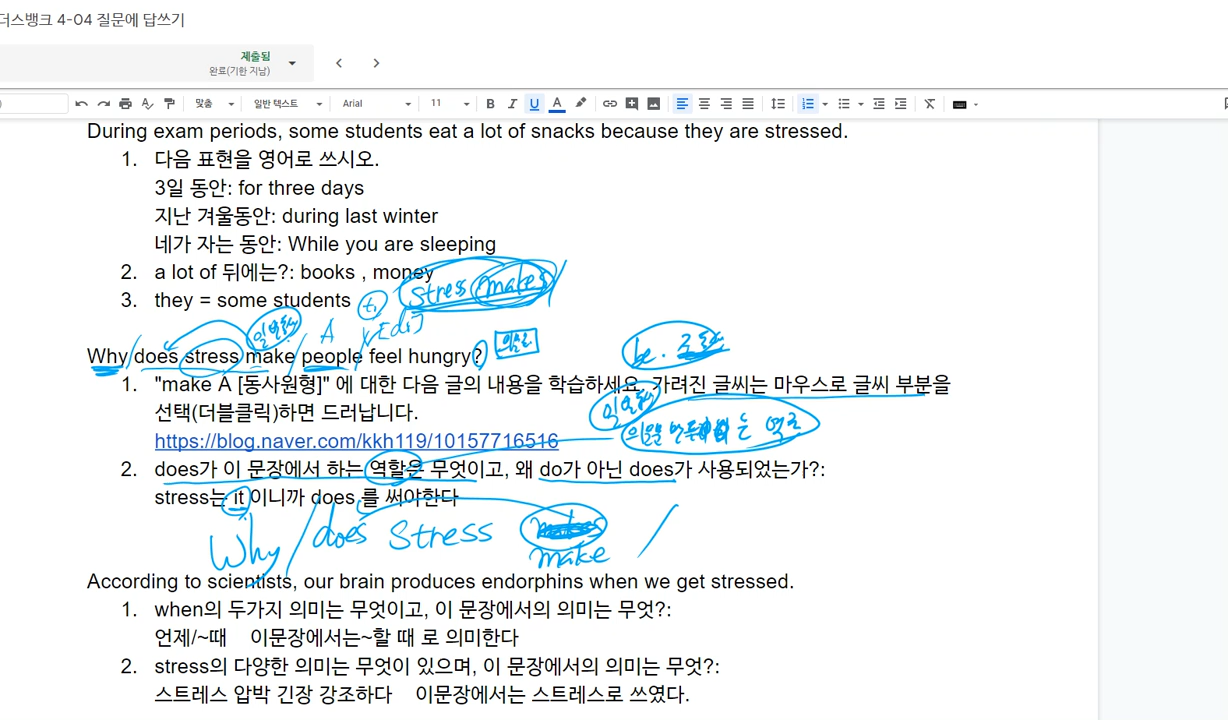 더스뱅크 4-04 질문에 답쓰기
제출됨
완료(기한 지남)
맞춤 일반 텍스트 Arial 11 B I U A
During exam periods, some students eat a lot of snacks because they are stressed.
1. 다음 표현을 영어로 쓰시오.
3일 동안: for three days
지난 겨울동안: during last winter
네가 자는 동안: While you are sleeping
2. a lot of 뒤에는?: books , money
stress makes
3. they = some students
일반동사
A
Why does stress make people feel hungry?
be. 조동사
1. "make A [동사원형]" 에 대한 다음 글의 내용을 학습하세요. 가려진 글씨는 마우스로 글씨 부분을
선택(더블클릭)하면 드러납니다.
일반동사
https://blog.naver.com/kkh119/10157716516
2. does가 이 문장에서 하는 역할은 무엇이고, 왜 do가 아닌 does가 사용되었는가?:
stress는 it 이니까 does 를 써야한다
Why / does stress make /
According to scientists, our brain produces endorphins when we get stressed.
1. when의 두가지 의미는 무엇이고, 이 문장에서의 의미는 무엇?:
언제/~때 이문장에서는~할 때 로 의미한다
2. stress의 다양한 의미는 무엇이 있으며, 이 문장에서의 의미는 무엇?:
스트레스 압박 긴장 강조하다 이문장에서는 스트레스로 쓰였다.